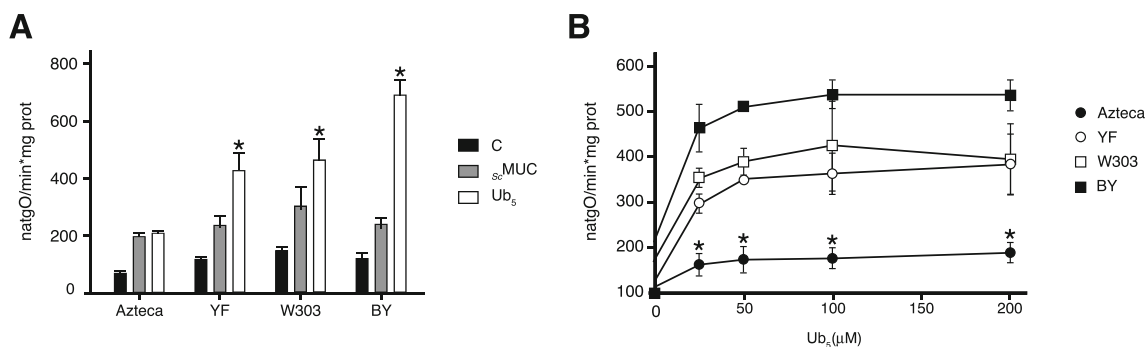 A
800
600
400
200
0
natgO/min*mg prot
* * * *
Azteca YF W303 BY
C
ScMUC
Ub5
B
600
500
400
300
200
100
natgO/min*mg prot
* * * *
0 50 100 150 200
Ub5(μM)
Azteca
YF
W303
BY